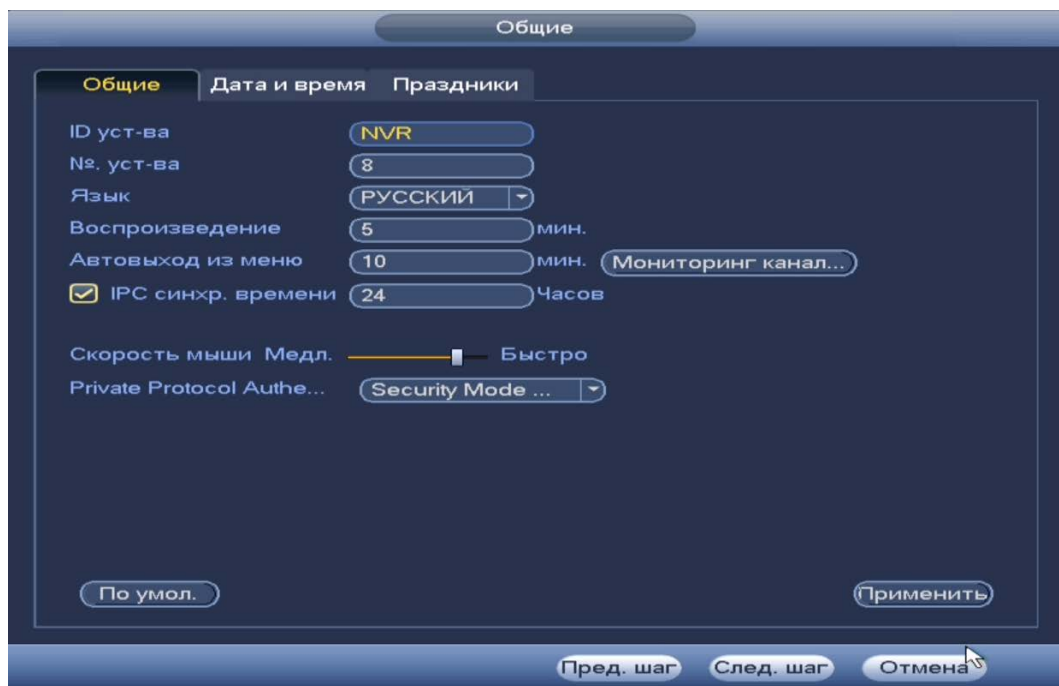 Общие
Общие Дата и время Праздники
ID уст-ва NVR
№. уст-ва 8
Язык РУССКИЙ
Воспроизведение 5 мин.
Автовыход из меню 10 мин. Мониторинг канал...
IPC синхр. времени 24 Часов
Скорость мыши Медл. Быстро
Private Protocol Authe... Security Mode ...
По умол. Применить
Пред. шаг След. шаг Отмена